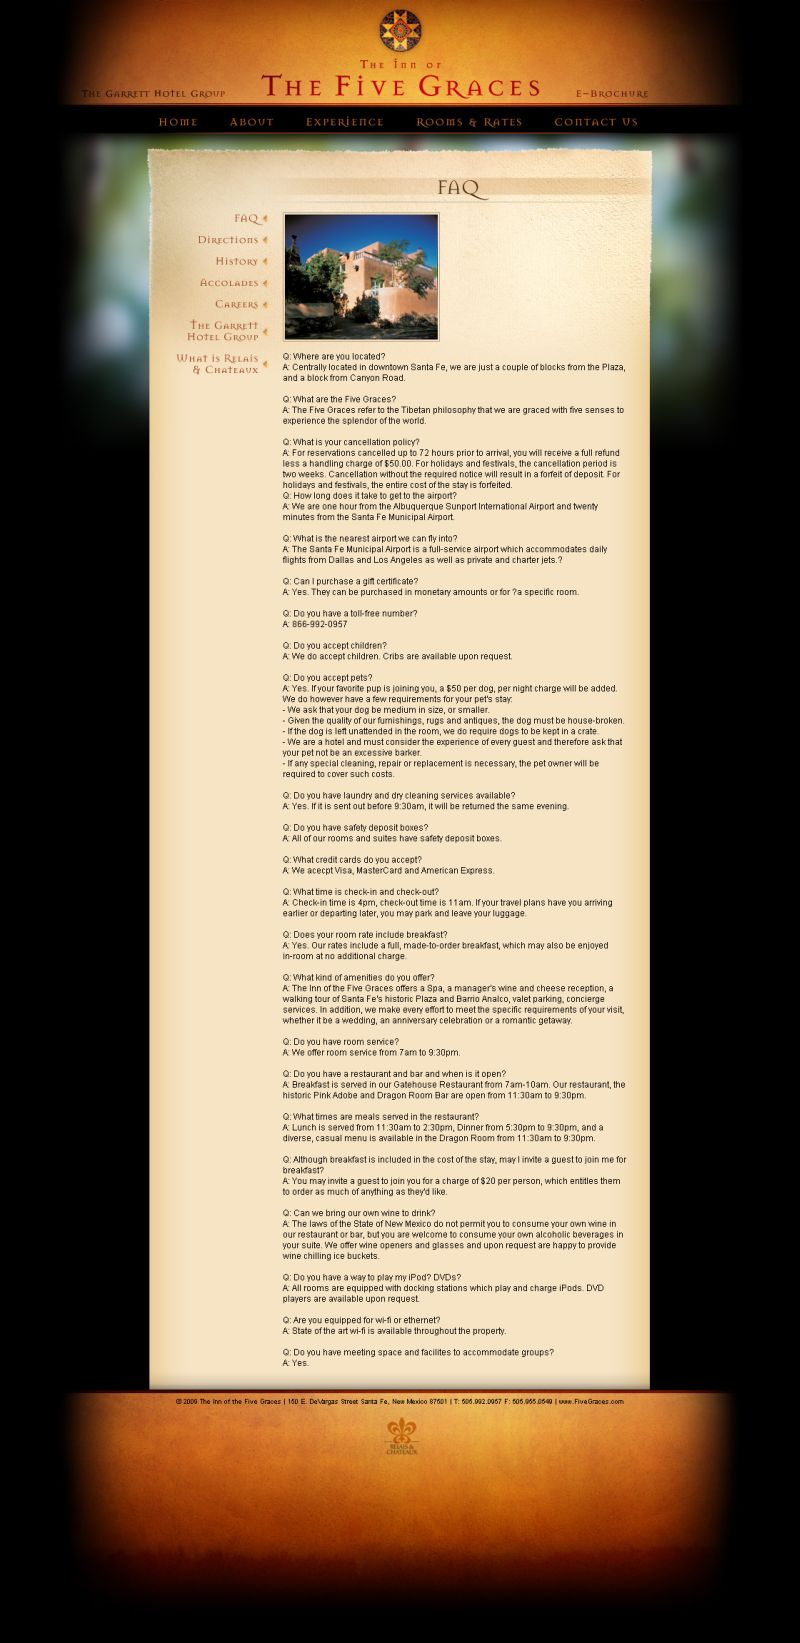 The Inn of
The Five Graces
The Garrett Hotel Group
E-Brochure
Home
About
Experience
Rooms & Rates
Contact Us
FAQ
FAQ
Directions
History
Accolades
Careers
The Garrett
Hotel Group
What is Relais
& Chateaux
Q: Where are you located?
A: Centrally located in downtown Santa Fe, we are just a couple of blocks from the Plaza,
and a block from Canyon Road.
Q: What are the Five Graces?
A: The Five Graces refer to the Tibetan philosophy that we are graced with five senses to
experience the splendor of the world.
Q: What is your cancellation policy?
A: For reservations cancelled up to 72 hours prior to arrival, you will receive a full refund
less a handling charge of $50.00. For holidays and festivals, the cancellation period is
two weeks. Cancellation without the required notice will result in a forfeit of deposit. For
holidays and festivals, the entire cost of the stay is forfeited.
Q: How long does it take to get to the airport?
A: We are one hour from the Albuquerque Sunport International Airport and twenty
minutes from the Santa Fe Municipal Airport.
Q: What is the nearest airport we can fly into?
A: The Santa Fe Municipal Airport is a full-service airport which accommodates daily
flights from Dallas and Los Angeles as well as private and charter jets.?
Q: Can I purchase a gift certificate?
A: Yes. They can be purchased in monetary amounts or for ?a specific room.
Q: Do you have a toll-free number?
A: 866-992-0957
Q: Do you accept children?
A: We do accept children. Cribs are available upon request.
Q: Do you accept pets?
A: Yes. If your favorite pup is joining you, a $50 per dog, per night charge will be added.
We do however have a few requirements for your pet's stay:
- We ask that your dog be medium in size, or smaller.
- Given the quality of our furnishings, rugs and antiques, the dog must be house-broken.
- If the dog is left unattended in the room, we do require dogs to be kept in a crate.
- We are a hotel and must consider the experience of every guest and therefore ask that
your pet not be an excessive barker.
- If any special cleaning, repair or replacement is necessary, the pet owner will be
required to cover such costs.
Q: Do you have laundry and dry cleaning services available?
A: Yes. If it is sent out before 9:30am, it will be returned the same evening.
Q: Do you have safety deposit boxes?
A: All of our rooms and suites have safety deposit boxes.
Q: What credit cards do you accept?
A: We acecpt Visa, MasterCard and American Express.
Q: What time is check-in and check-out?
A: Check-in time is 4pm, check-out time is 11am. If your travel plans have you arriving
earlier or departing later, you may park and leave your luggage.
Q: Does your room rate include breakfast?
A: Yes. Our rates include a full, made-to-order breakfast, which may also be enjoyed
in-room at no additional charge.
Q: What kind of amenities do you offer?
A: The Inn of the Five Graces offers a Spa, a manager's wine and cheese reception, a
walking tour of Santa Fe's historic Plaza and Barrio Analco, valet parking, concierge
services. In addition, we make every effort to meet the specific requirements of your visit,
whether it be a wedding, an anniversary celebration or a romantic getaway.
Q: Do you have room service?
A: We offer room service from 7am to 9:30pm.
Q: Do you have a restaurant and bar and when is it open?
A: Breakfast is served in our Gatehouse Restaurant from 7am-10am. Our restaurant, the
historic Pink Adobe and Dragon Room Bar are open from 11:30am to 9:30pm.
Q: What times are meals served in the restaurant?
A: Lunch is served from 11:30am to 2:30pm, Dinner from 5:30pm to 9:30pm, and a
diverse, casual menu is available in the Dragon Room from 11:30am to 9:30pm.
Q: Although breakfast is included in the cost of the stay, may I invite a guest to join me for
breakfast?
A: You may invite a guest to join you for a charge of $20 per person, which entitles them
to order as much of anything as they'd like.
Q: Can we bring our own wine to drink?
A: The laws of the State of New Mexico do not permit you to consume your own wine in
our restaurant or bar, but you are welcome to consume your own alcoholic beverages in
your suite. We offer wine openers and glasses and upon request are happy to provide
wine chilling ice buckets.
Q: Do you have a way to play my iPod? DVDs?
A: All rooms are equipped with docking stations which play and charge iPods. DVD
players are available upon request.
Q: Are you equipped for wi-fi or ethernet?
A: State of the art wi-fi is available throughout the property.
Q: Do you have meeting space and facilites to accommodate groups?
A: Yes.
© 2009 The Inn of the Five Graces | 150 E. DeVargas Street Santa Fe, New Mexico 87501 | T: 505.992.0957 F: 505.955.0549 | www.FiveGraces.com
RELAIS &
CHATEAUX